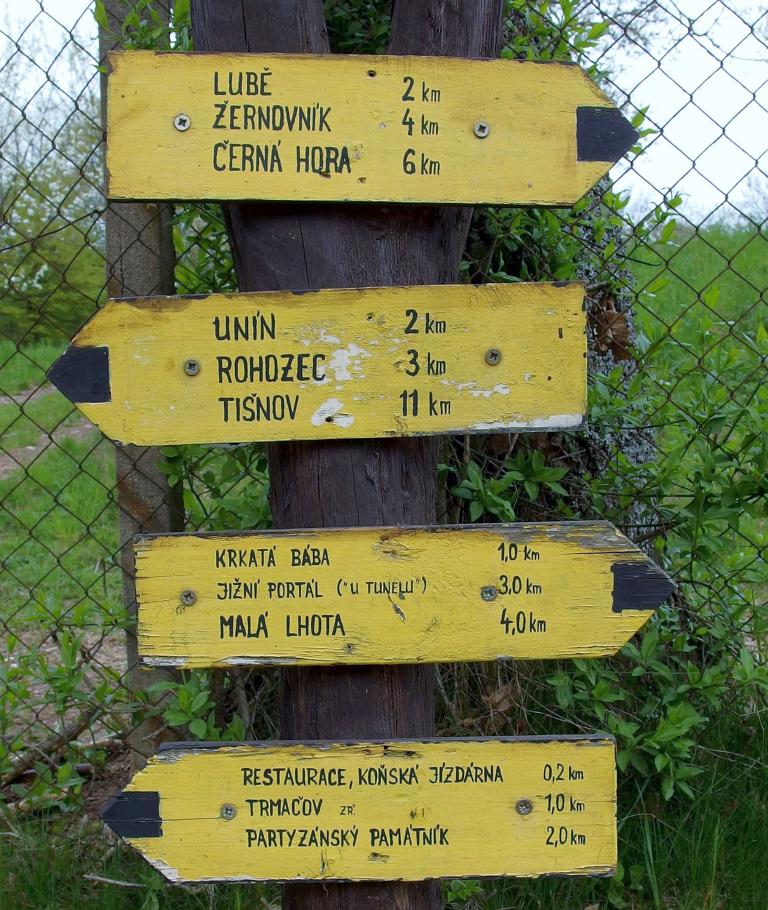 LUBĚ 2 km
ŽERNOVNÍK 4 km
ČERNÁ HORA 6 km
UNÍN 2 km
ROHOZEC 3 km
TIŠNOV 11 km
KRKATÁ BÁBA 1,0 km
JIŽNÍ PORTÁL ("U TUNELU") 3,0 km
MALÁ LHOTA 4,0 km
RESTAURACE, KOŇSKÁ JÍZDÁRNA 0,2 km
TRMAČOV ZŘ. 1,0 km
PARTYZÁNSKÝ PAMÁTNÍK 2,0 km